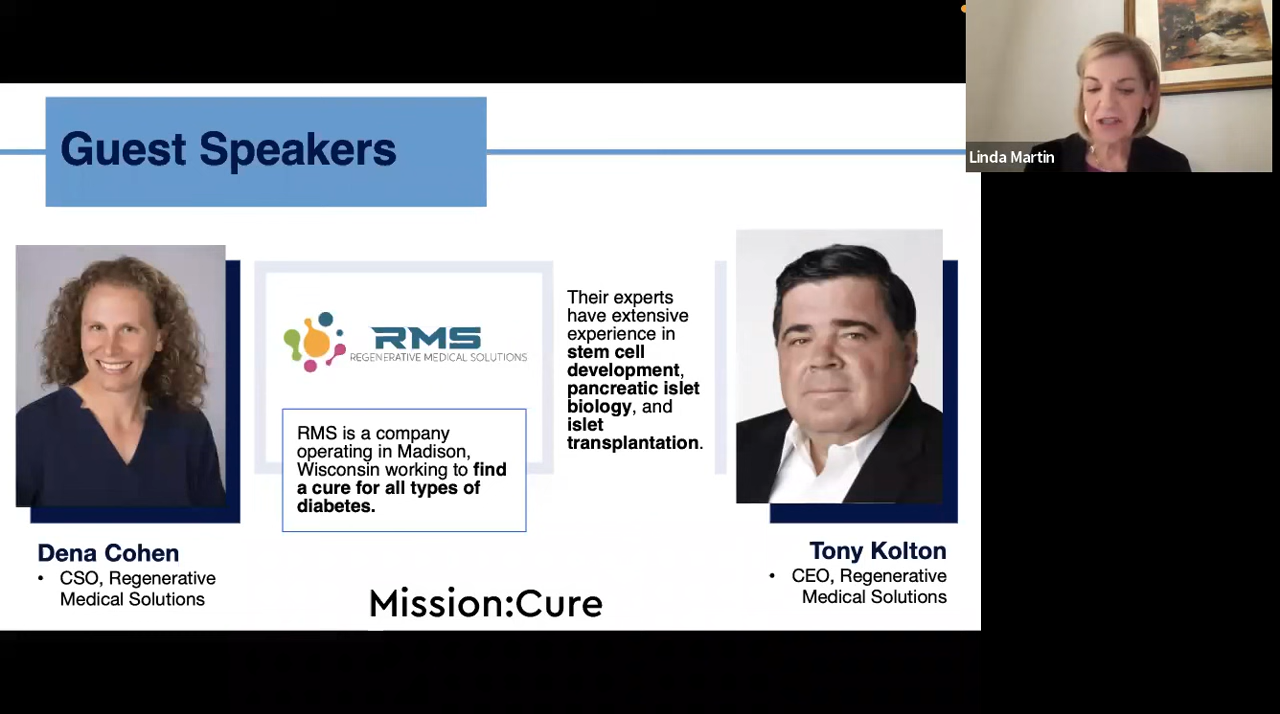 Guest Speakers
Linda Martin
RMS
REGENERATIVE MEDICAL SOLUTIONS
RMS is a company
operating in Madison,
Wisconsin working to find
a cure for all types of
diabetes.
Their experts
have extensive
experience in
stem cell
development,
pancreatic islet
biology, and
islet
transplantation.
Dena Cohen
• CSO, Regenerative
Medical Solutions
Tony Kolton
• CEO, Regenerative
Medical Solutions
Mission:Cure